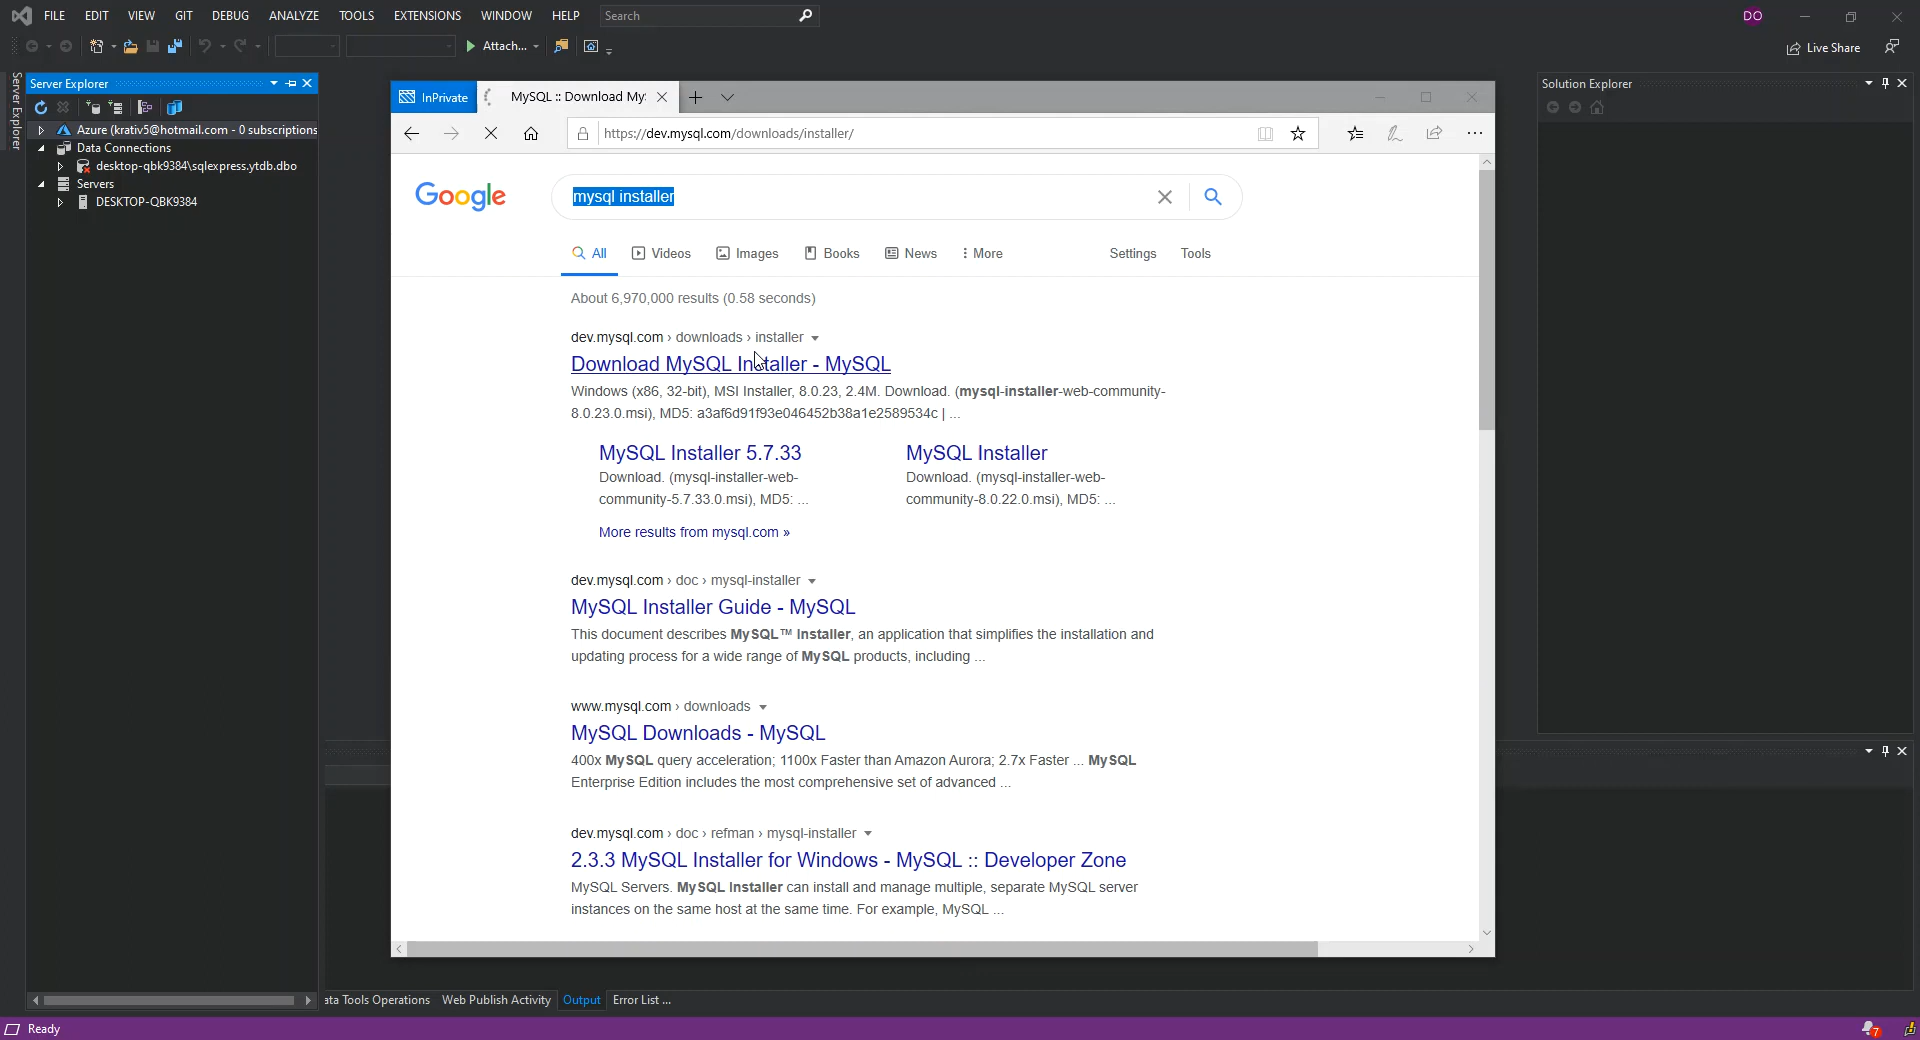 FILE EDIT VIEW GIT DEBUG ANALYZE TOOLS EXTENSIONS WINDOW HELP Search DO
Attach... Live Share
Server Explorer
Server Explorer
Azure (krativ5@hotmail.com - 0 subscriptions
Data Connections
desktop-qbk9384\sqlexpress.ytdb.dbo
Servers
DESKTOP-QBK9384
InPrivate MySQL :: Download My
https://dev.mysql.com/downloads/installer/
Google mysql installer
All Videos Images Books News More Settings Tools
About 6,970,000 results (0.58 seconds)
dev.mysql.com › downloads › installer
Download MySQL Installer - MySQL
Windows (x86, 32-bit), MSI Installer, 8.0.23, 2.4M. Download. (mysql-installer-web-community-
8.0.23.0.msi), MD5: a3af6d91f93e046452b38a1e2589534c | ...
MySQL Installer 5.7.33
Download. (mysql-installer-web-
community-5.7.33.0.msi), MD5: ...
MySQL Installer
Download. (mysql-installer-web-
community-8.0.22.0.msi), MD5: ...
More results from mysql.com »
dev.mysql.com › doc › mysql-installer
MySQL Installer Guide - MySQL
This document describes MySQL™ Installer, an application that simplifies the installation and
updating process for a wide range of MySQL products, including ...
www.mysql.com › downloads
MySQL Downloads - MySQL
400x MySQL query acceleration; 1100x Faster than Amazon Aurora; 2.7x Faster ... MySQL
Enterprise Edition includes the most comprehensive set of advanced ...
dev.mysql.com › doc › refman › mysql-installer
2.3.3 MySQL Installer for Windows - MySQL :: Developer Zone
MySQL Servers. MySQL Installer can install and manage multiple, separate MySQL server
instances on the same host at the same time. For example, MySQL ...
Solution Explorer
ata Tools Operations Web Publish Activity Output Error List ...
Ready 7